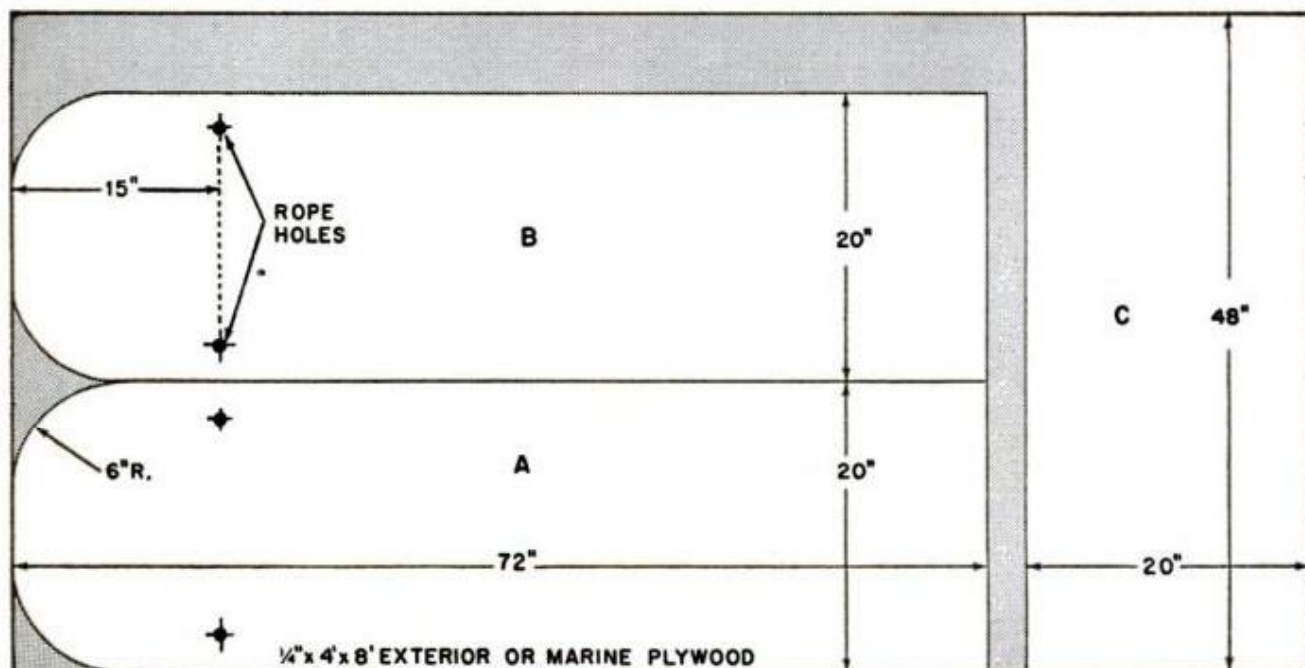 15"
ROPE
HOLES
B
20"
C
48"
6"R.
A
20"
72"
20"
¼"x 4'x 8' EXTERIOR OR MARINE PLYWOOD